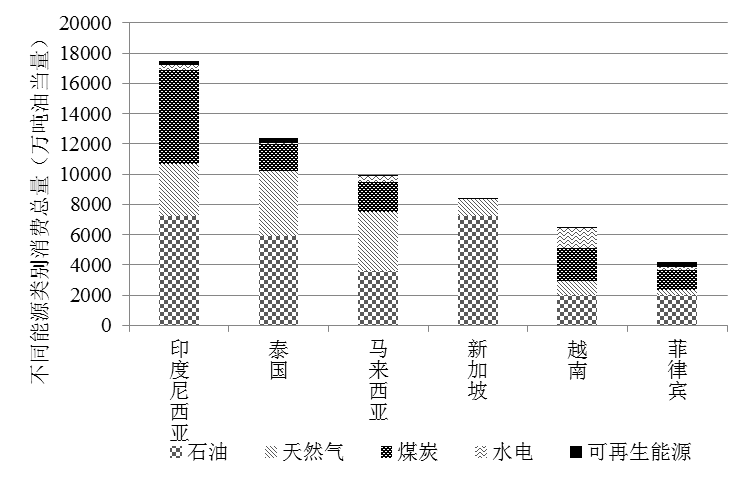 不同能源类别消费总量（万吨油当量）
20000
18000
16000
14000
12000
10000
8000
6000
4000
2000
0
印度尼西亚
泰国
马来西亚
新加坡
越南
菲律宾
石油
天然气
煤炭
水电
可再生能源